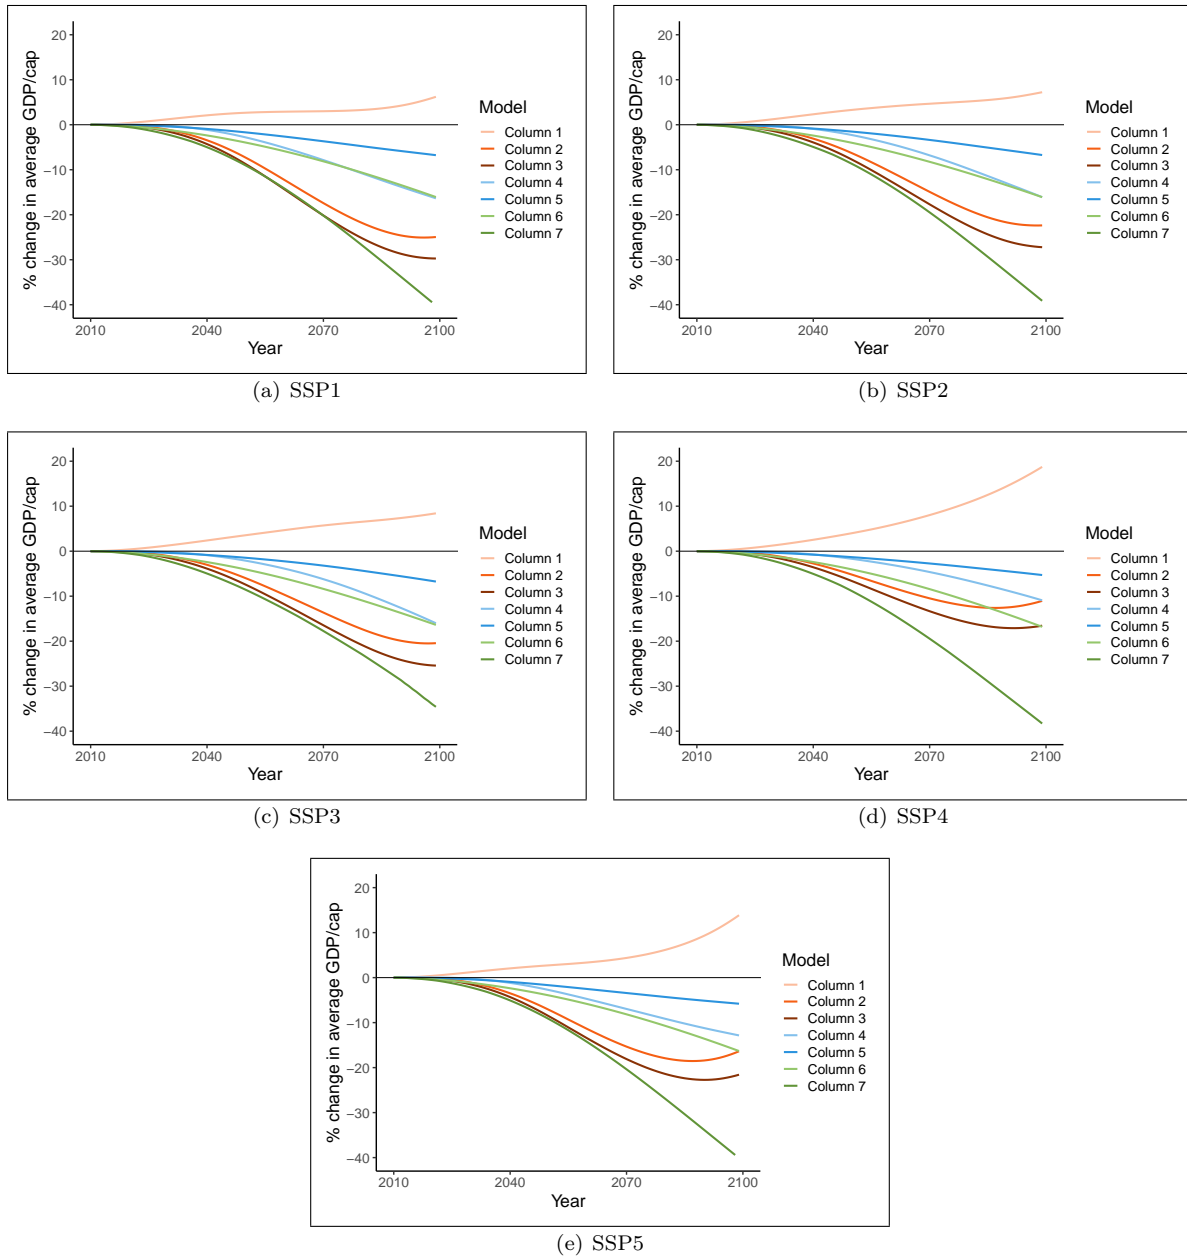 % change in average GDP/cap
20
10
0
−10
−20
−30
−40
2010 2040 2070 2100
Year
Model
Column 1
Column 2
Column 3
Column 4
Column 5
Column 6
Column 7
(a) SSP1
% change in average GDP/cap
20
10
0
−10
−20
−30
−40
2010 2040 2070 2100
Year
Model
Column 1
Column 2
Column 3
Column 4
Column 5
Column 6
Column 7
(b) SSP2
% change in average GDP/cap
20
10
0
−10
−20
−30
−40
2010 2040 2070 2100
Year
Model
Column 1
Column 2
Column 3
Column 4
Column 5
Column 6
Column 7
(c) SSP3
% change in average GDP/cap
20
10
0
−10
−20
−30
−40
2010 2040 2070 2100
Year
Model
Column 1
Column 2
Column 3
Column 4
Column 5
Column 6
Column 7
(d) SSP4
% change in average GDP/cap
20
10
0
−10
−20
−30
−40
2010 2040 2070 2100
Year
Model
Column 1
Column 2
Column 3
Column 4
Column 5
Column 6
Column 7
(e) SSP5